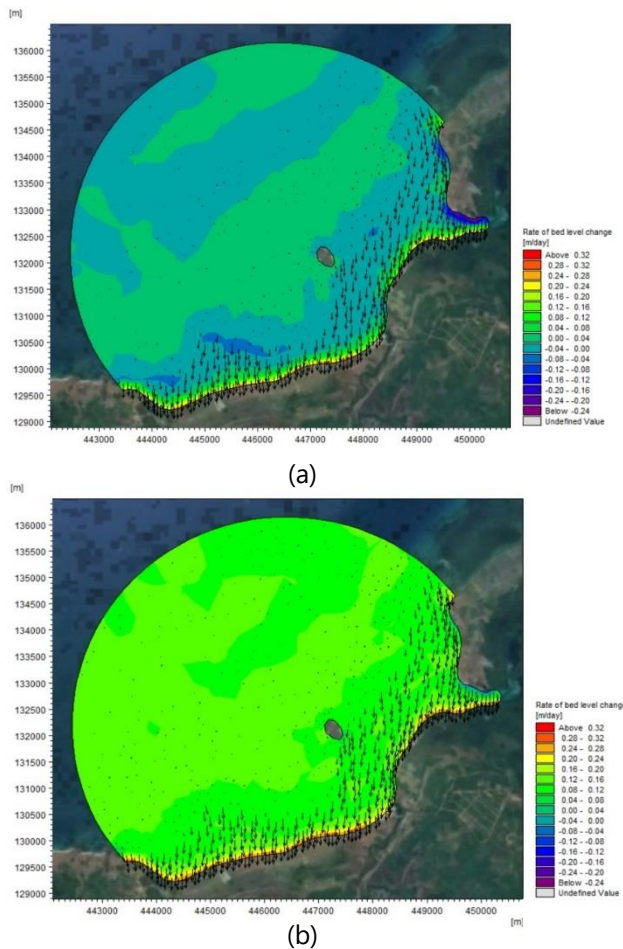 [m]
136000
135500
135000
134500
134000
133500
133000
132500
132000
131500
131000
130500
130000
129500
129000
443000 444000 445000 446000 447000 448000 449000 450000
Rate of bed level change
[m/day]
Above 0.32
0.28 - 0.32
0.24 - 0.28
0.20 - 0.24
0.16 - 0.20
0.12 - 0.16
0.08 - 0.12
0.04 - 0.08
0.00 - 0.04
-0.04 - 0.00
-0.08 - -0.04
-0.12 - -0.08
-0.16 - -0.12
-0.20 - -0.16
-0.24 - -0.20
Below -0.24
Undefined Value
(a)
[m]
136000
135500
135000
134500
134000
133500
133000
132500
132000
131500
131000
130500
130000
129500
129000
443000 444000 445000 446000 447000 448000 449000 450000
[m]
Rate of bed level change
[m/day]
Above 0.32
0.28 - 0.32
0.24 - 0.28
0.20 - 0.24
0.16 - 0.20
0.12 - 0.16
0.08 - 0.12
0.04 - 0.08
0.00 - 0.04
-0.04 - 0.00
-0.08 - -0.04
-0.12 - -0.08
-0.16 - -0.12
-0.20 - -0.16
-0.24 - -0.20
Below -0.24
Undefined Value
(b)